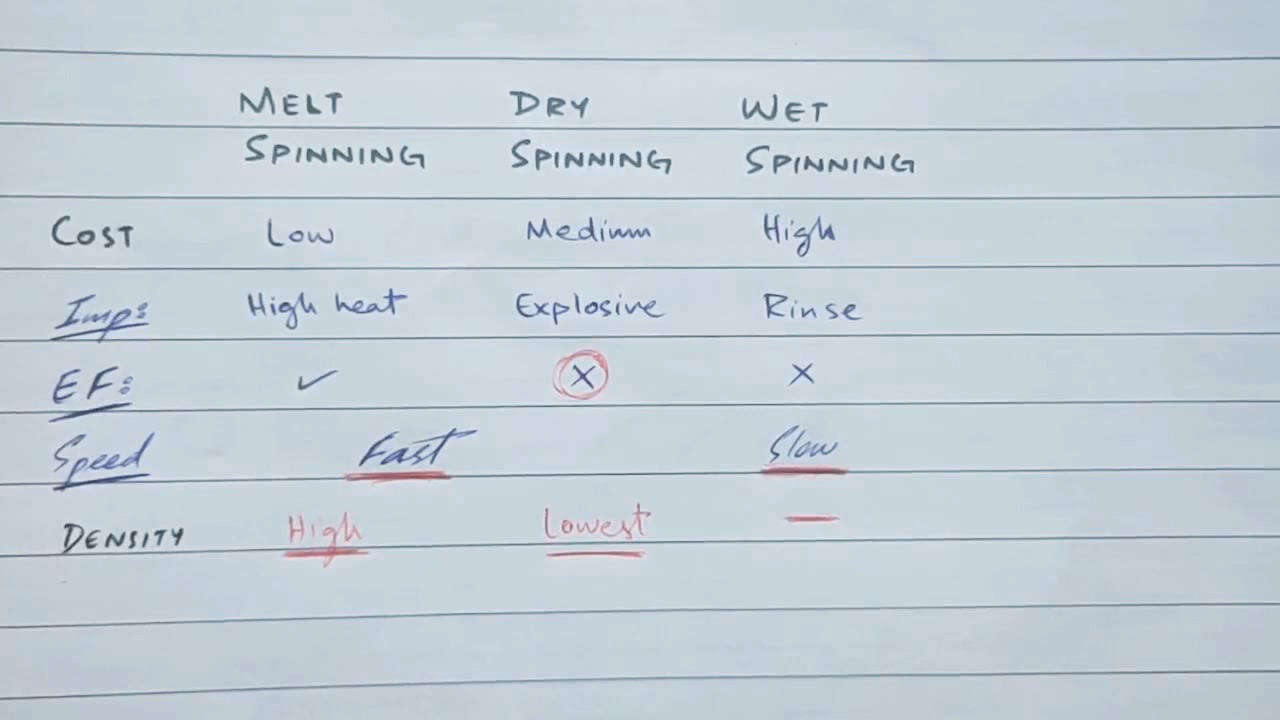 MELT DRY WET
SPINNING SPINNING SPINNING
COST Low Medium High
Imp: High heat Explosive Rinse
EF: ✓ × ×
Speed Fast Slow
DENSITY High Lowest —